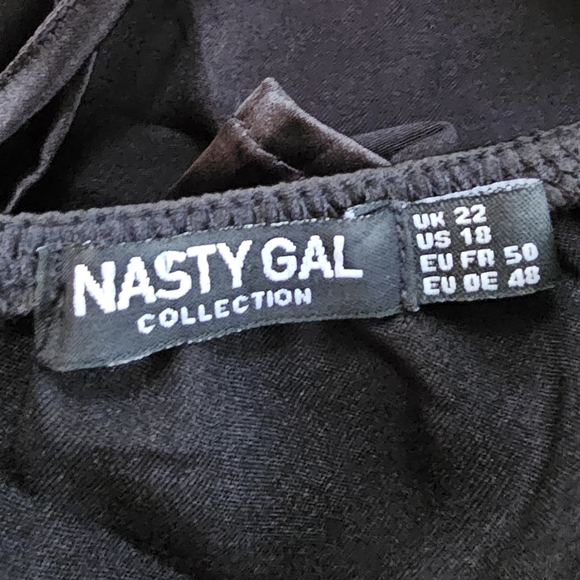 NASTY GAL
COLLECTION
UK 22
US 18
EU FR 50
EU DE 48